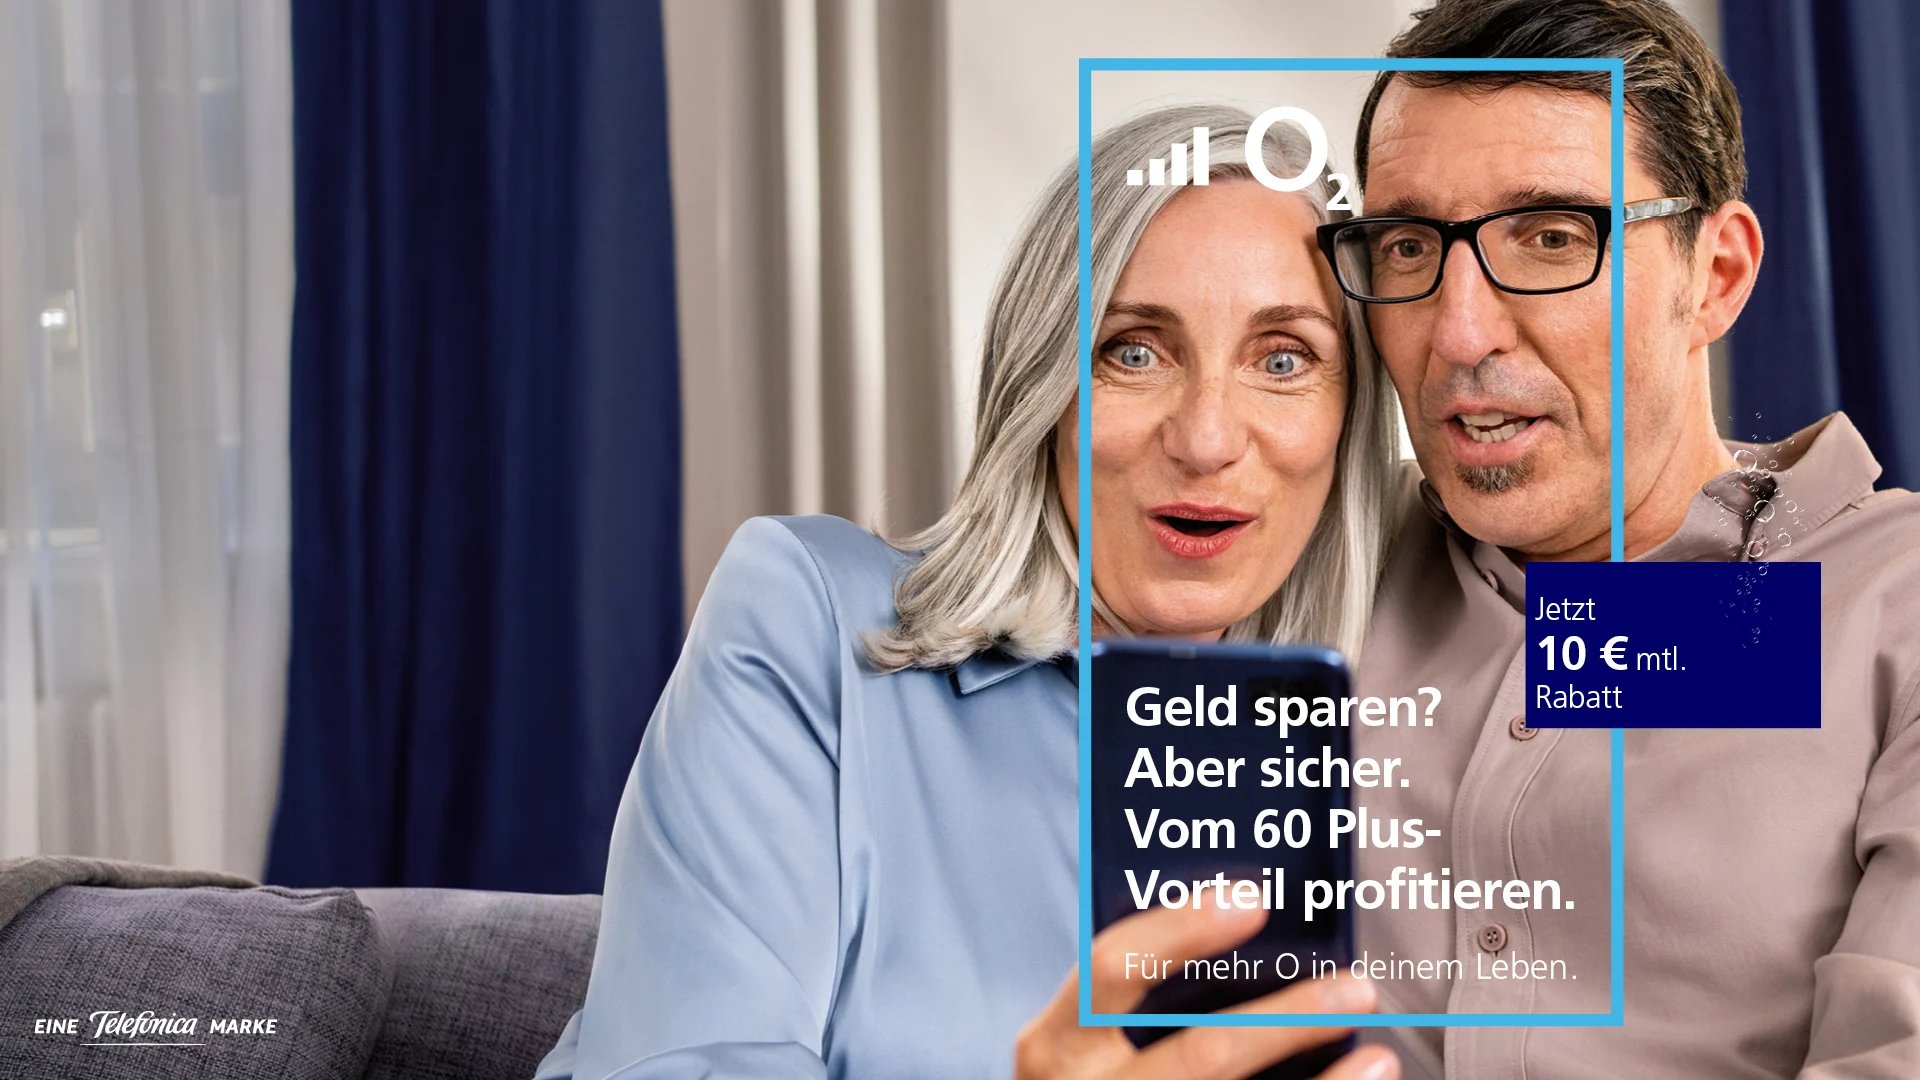 O2
Geld sparen?
Aber sicher.
Vom 60 Plus-
Vorteil profitieren.
Für mehr O in deinem Leben.
Jetzt
10 € mtl.
Rabatt
EINE Telefónica MARKE